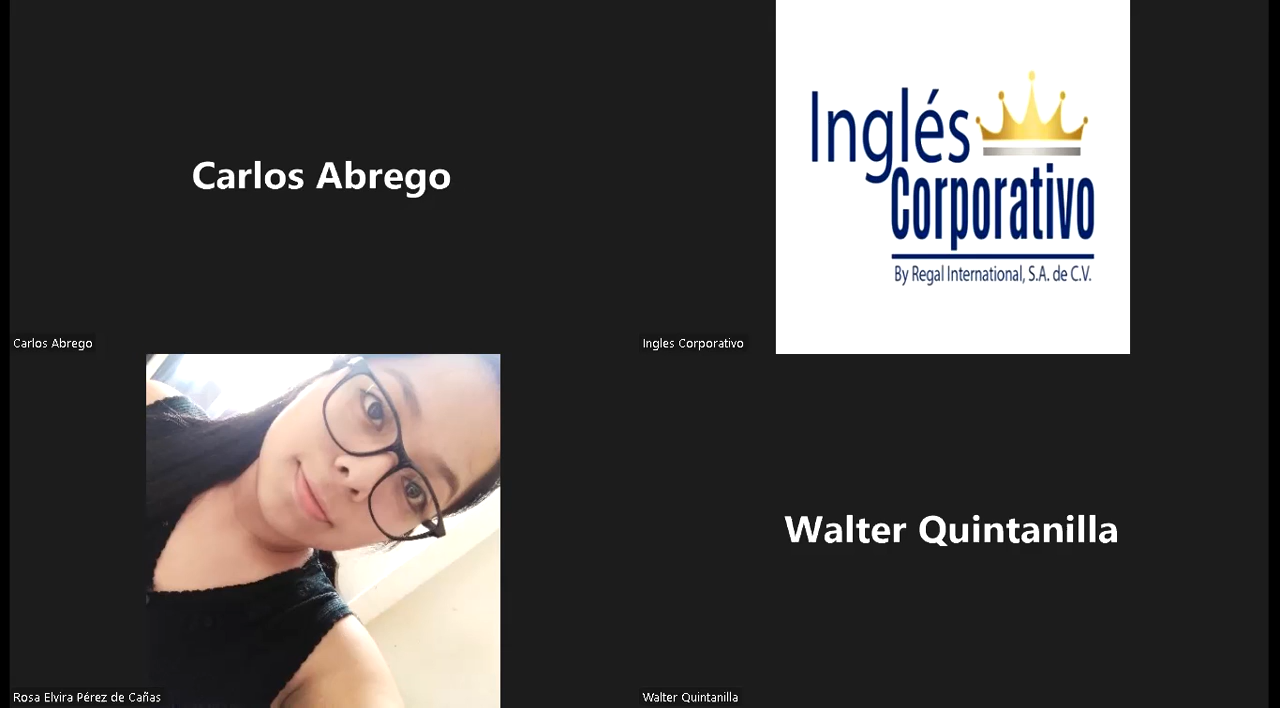 Carlos Abrego
Inglés
Corporativo
By Regal International, S.A. de C.V.
Carlos Abrego
Ingles Corporativo
Walter Quintanilla
Rosa Elvira Pérez de Cañas
Walter Quintanilla